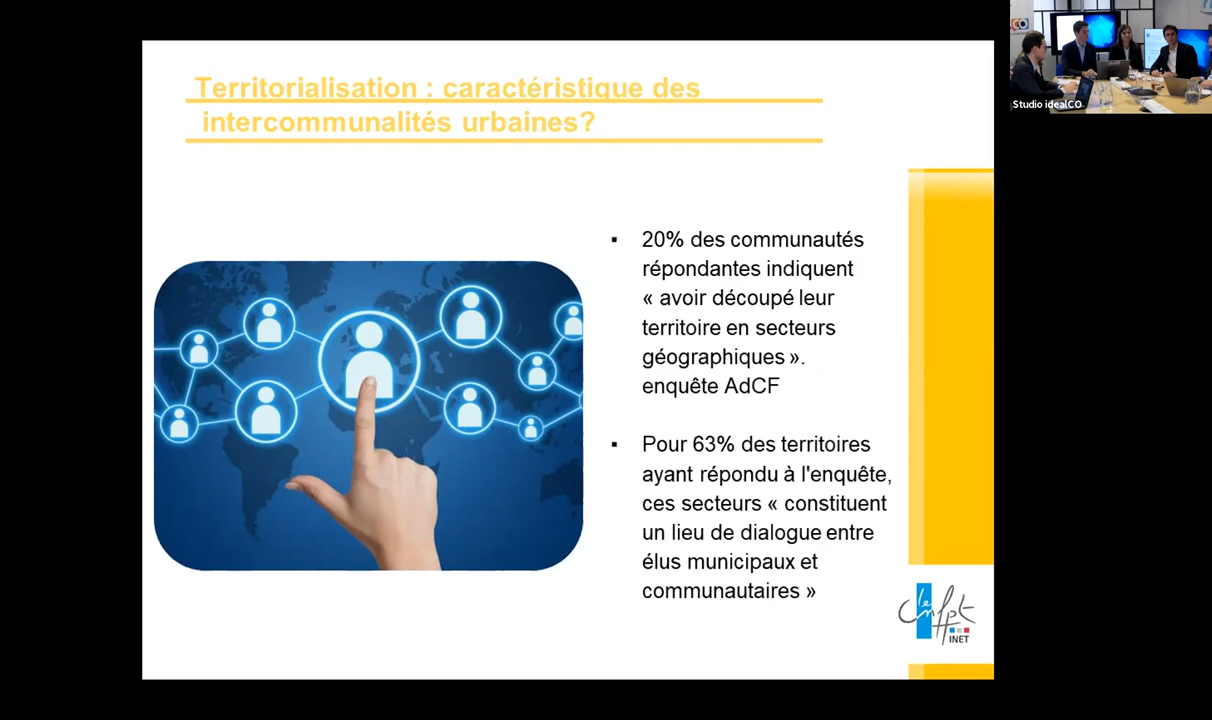 Territorialisation : caractéristique des
intercommunalités urbaines?
▪ 20% des communautés
répondantes indiquent
« avoir découpé leur
territoire en secteurs
géographiques ».
enquête AdCF
▪ Pour 63% des territoires
ayant répondu à l'enquête,
ces secteurs « constituent
un lieu de dialogue entre
élus municipaux et
communautaires »
le cnfpt
INET
Studio idealCO